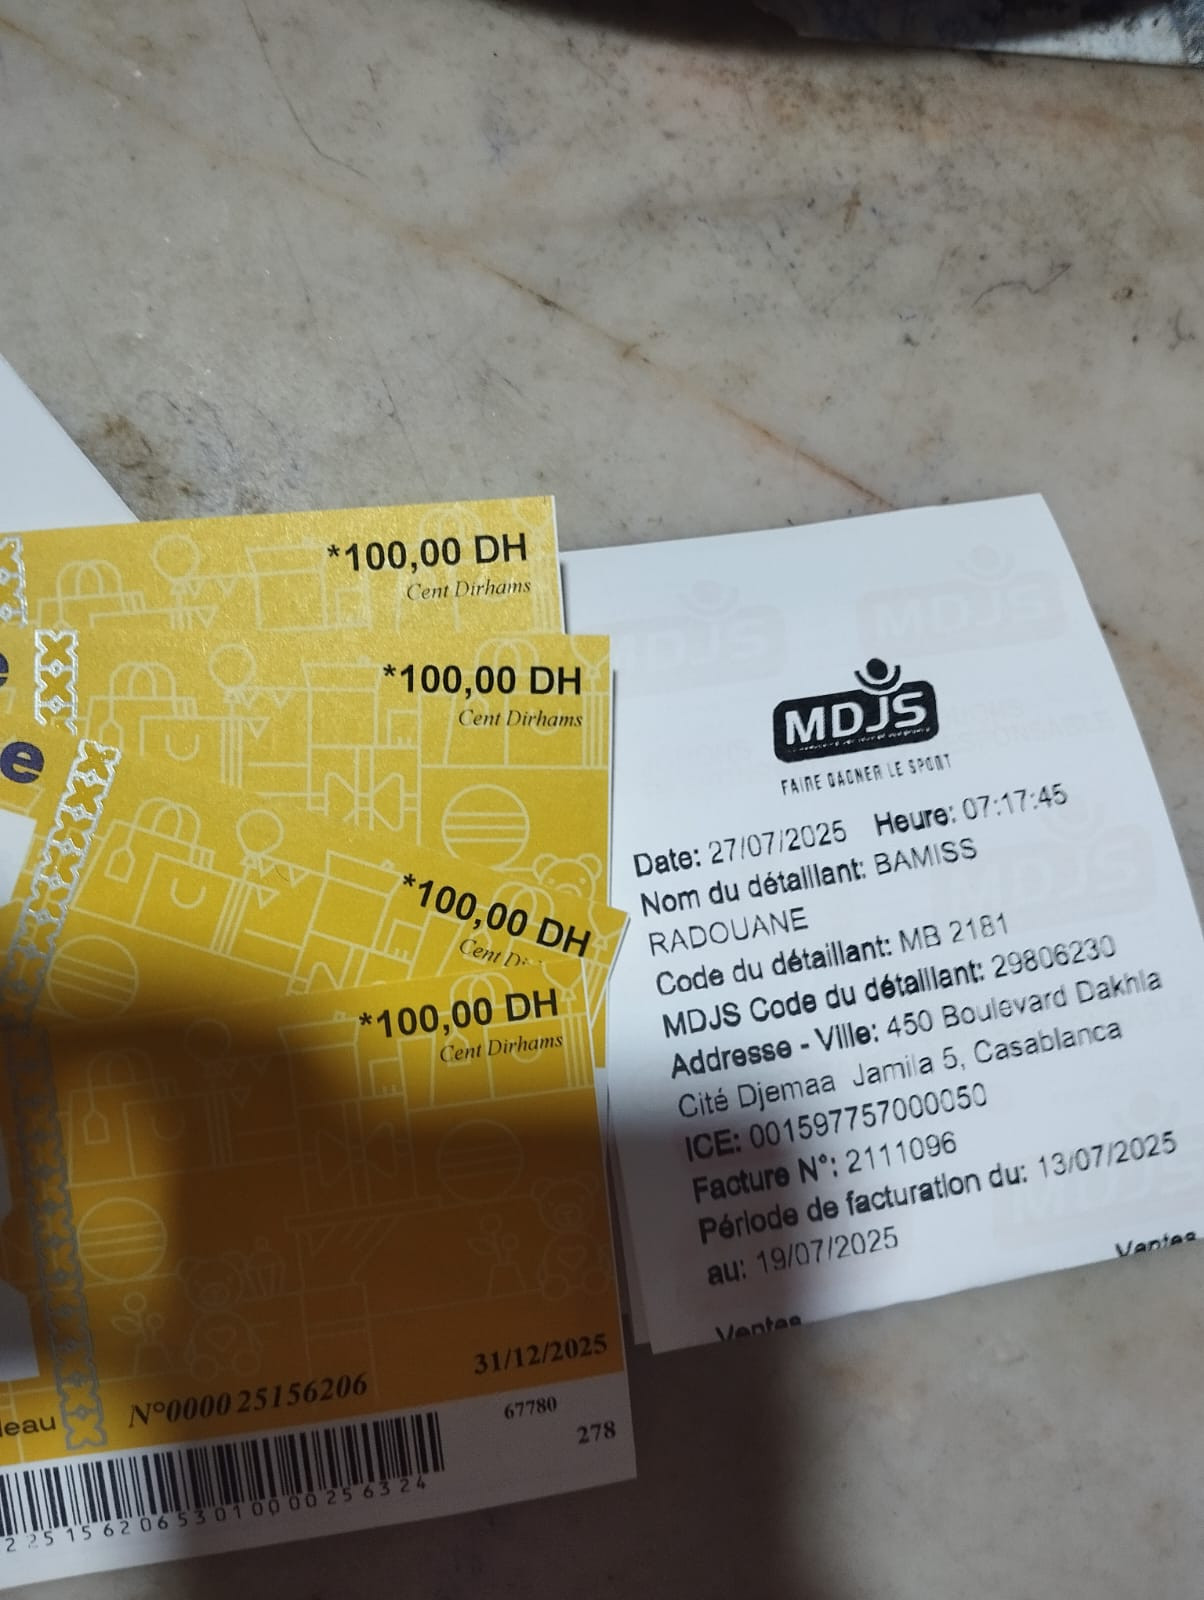 *100,00 DH
Cent Dirhams
*100,00 DH
Cent Dirhams
e
e
*100,00 DH
Cent
*100,00 DH
Cent Dirhams
31/12/2025
N°0000 25156206
67780
278
MDJS
FAIRE GAGNER LE SPORT
Date: 27/07/2025 Heure: 07:17:45
Nom du détaillant: BAMISS
RADOUANE
Code du détaillant: MB 2181
MDJS Code du détaillant: 29806230
Addresse - Ville: 450 Boulevard Dakhla
Cité Djemaa Jamila 5, Casablanca
ICE: 001597757000050
Facture N°: 2111096
Période de facturation du: 13/07/2025
au: 19/07/2025
Ventes
Ventes